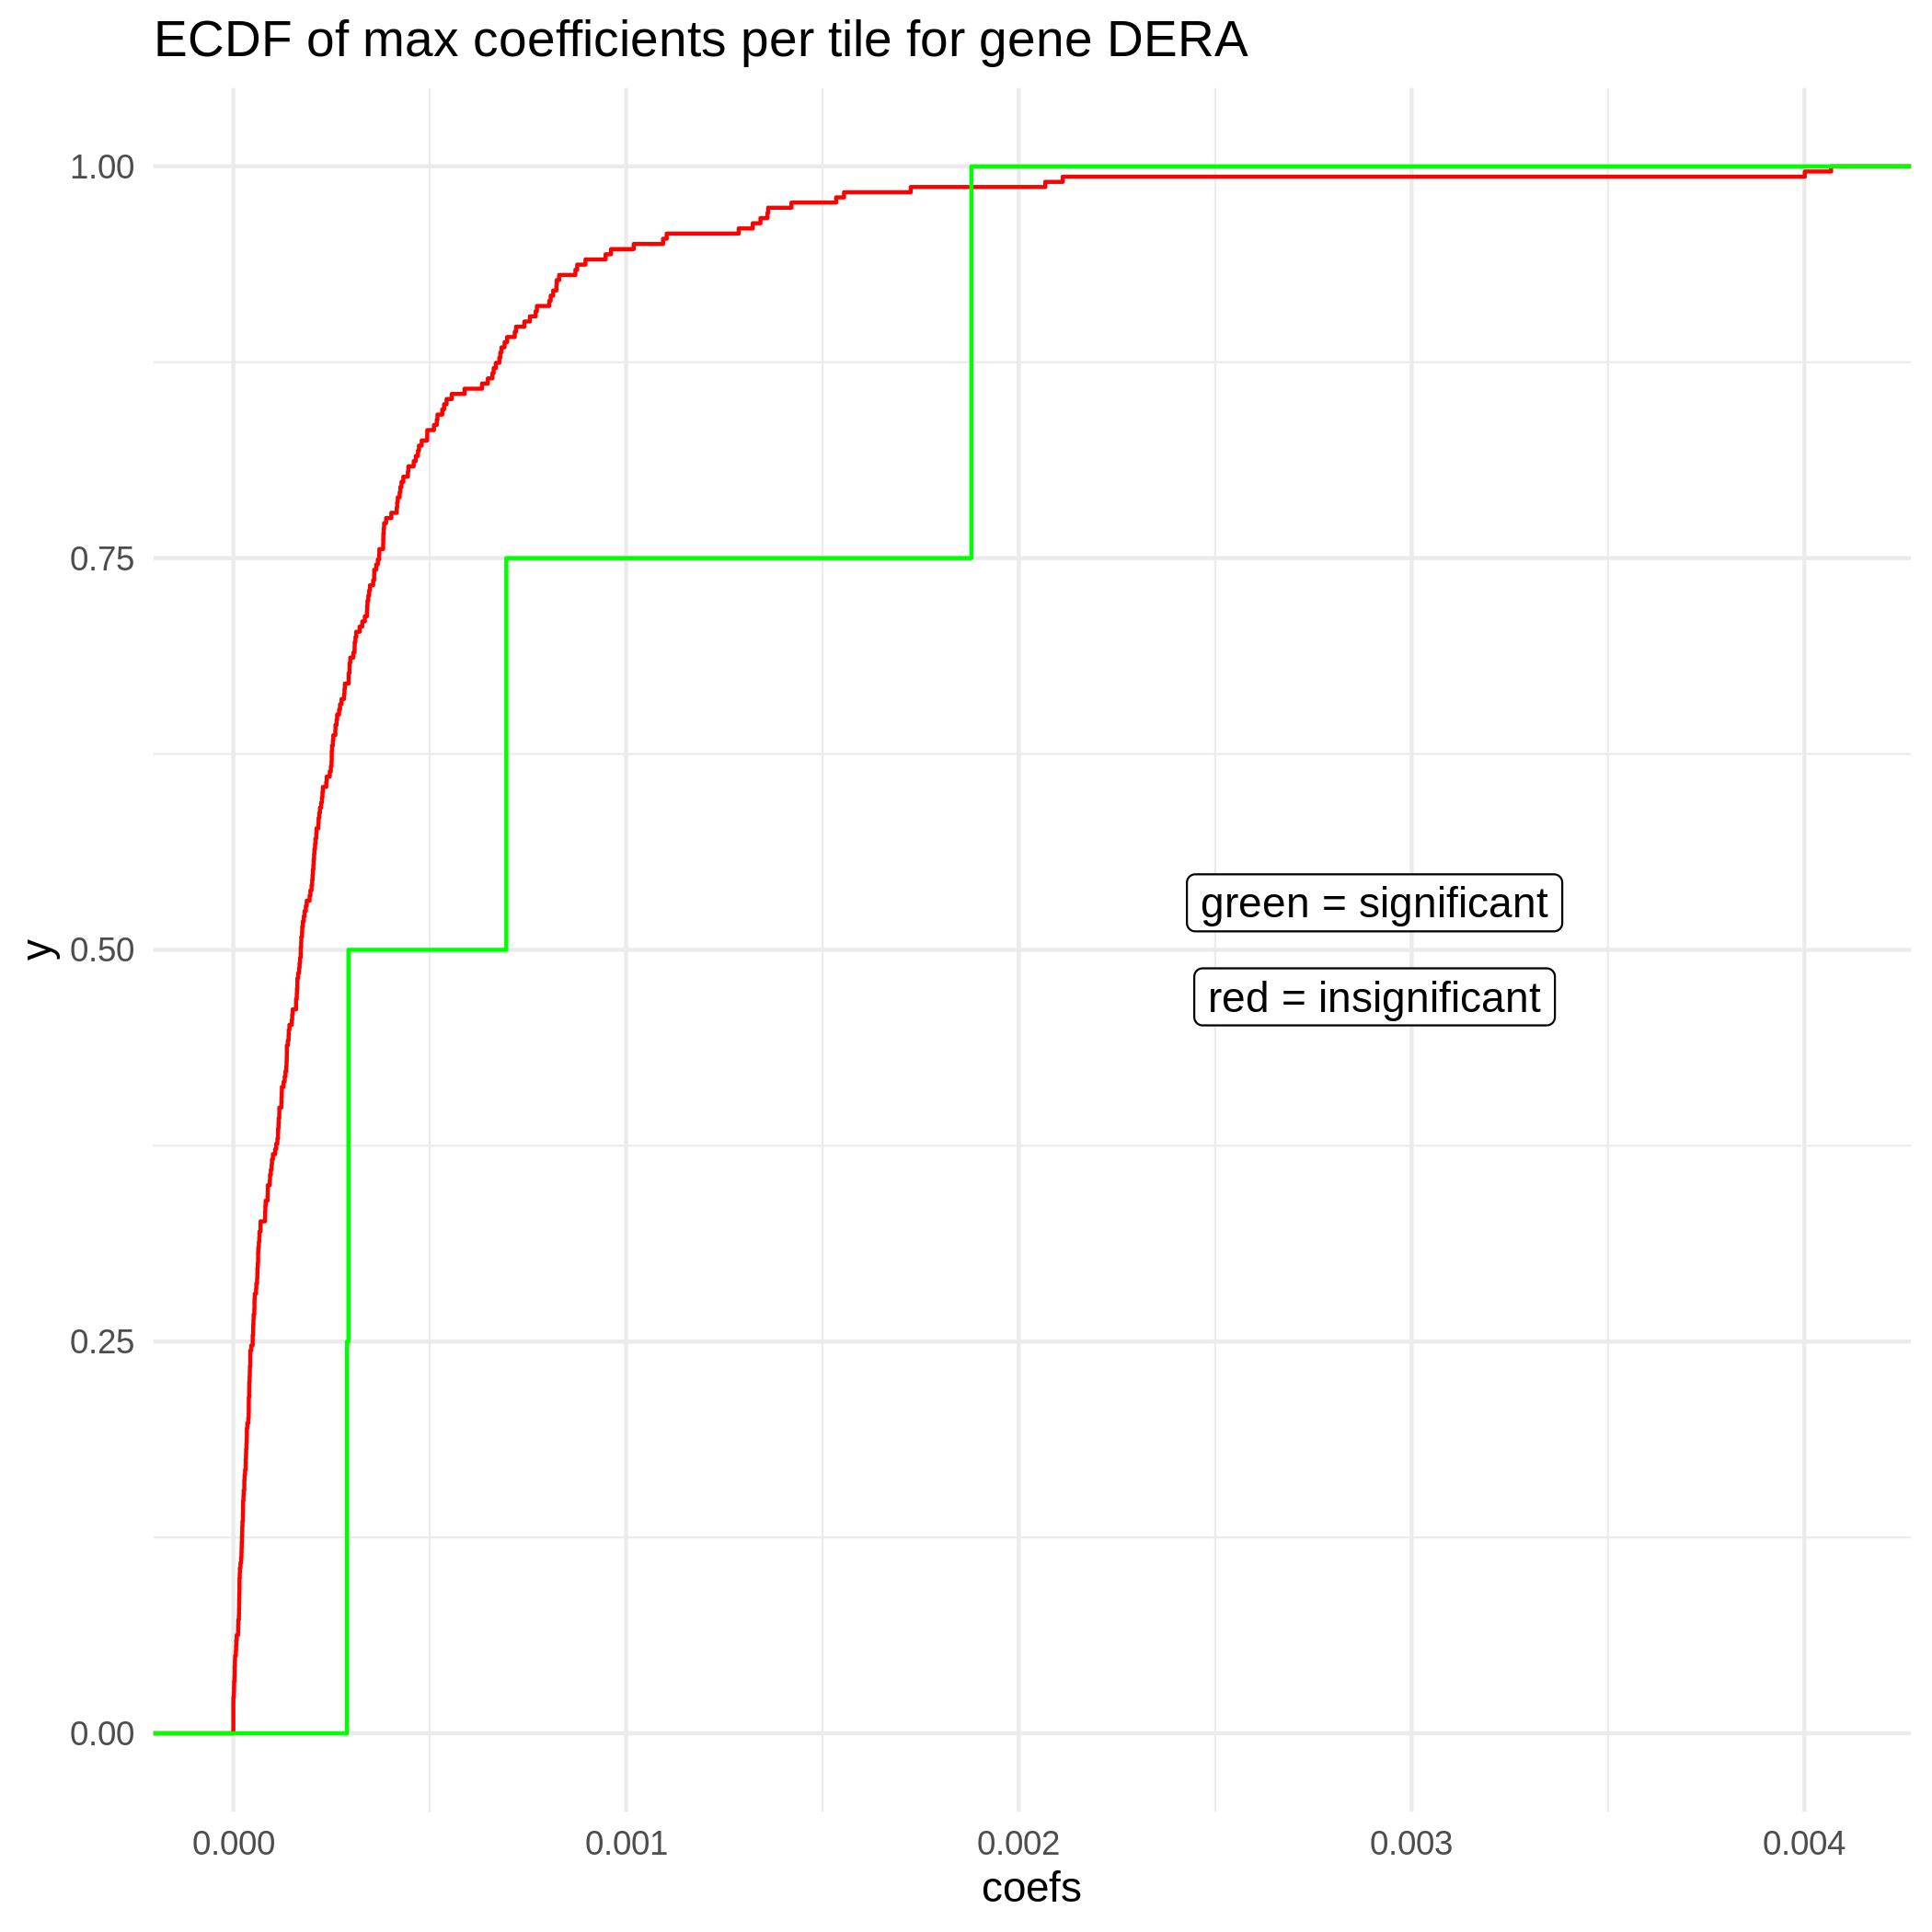 ECDF of max coefficients per tile for gene DERA
1.00
0.75
0.50
0.25
0.00
y
green = significant
red = insignificant
0.000 0.001 0.002 0.003 0.004
coefs